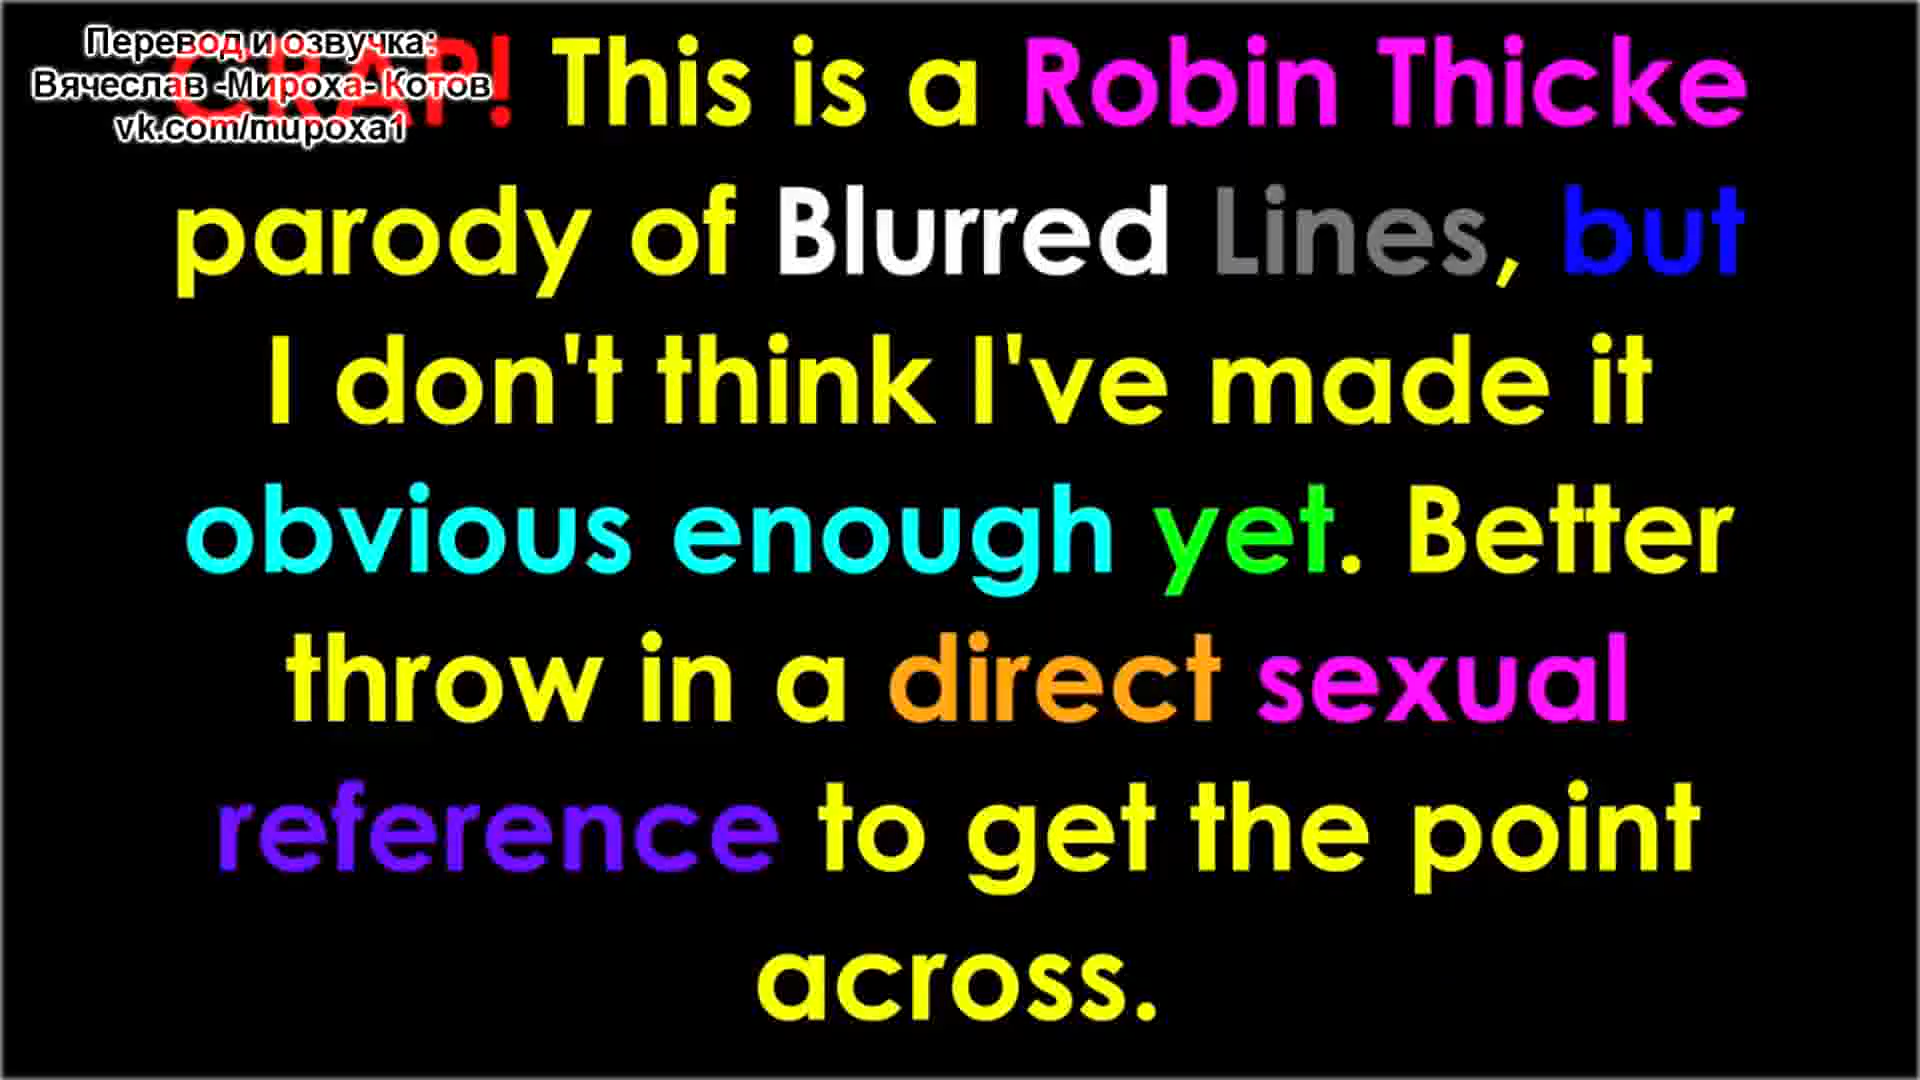 Перевод и озвучка:
Вячеслав -Мироха- Котов
vk.com/mupoxa1
CRAP! This is a Robin Thicke
parody of Blurred Lines, but
I don't think I've made it
obvious enough yet. Better
throw in a direct sexual
reference to get the point
across.